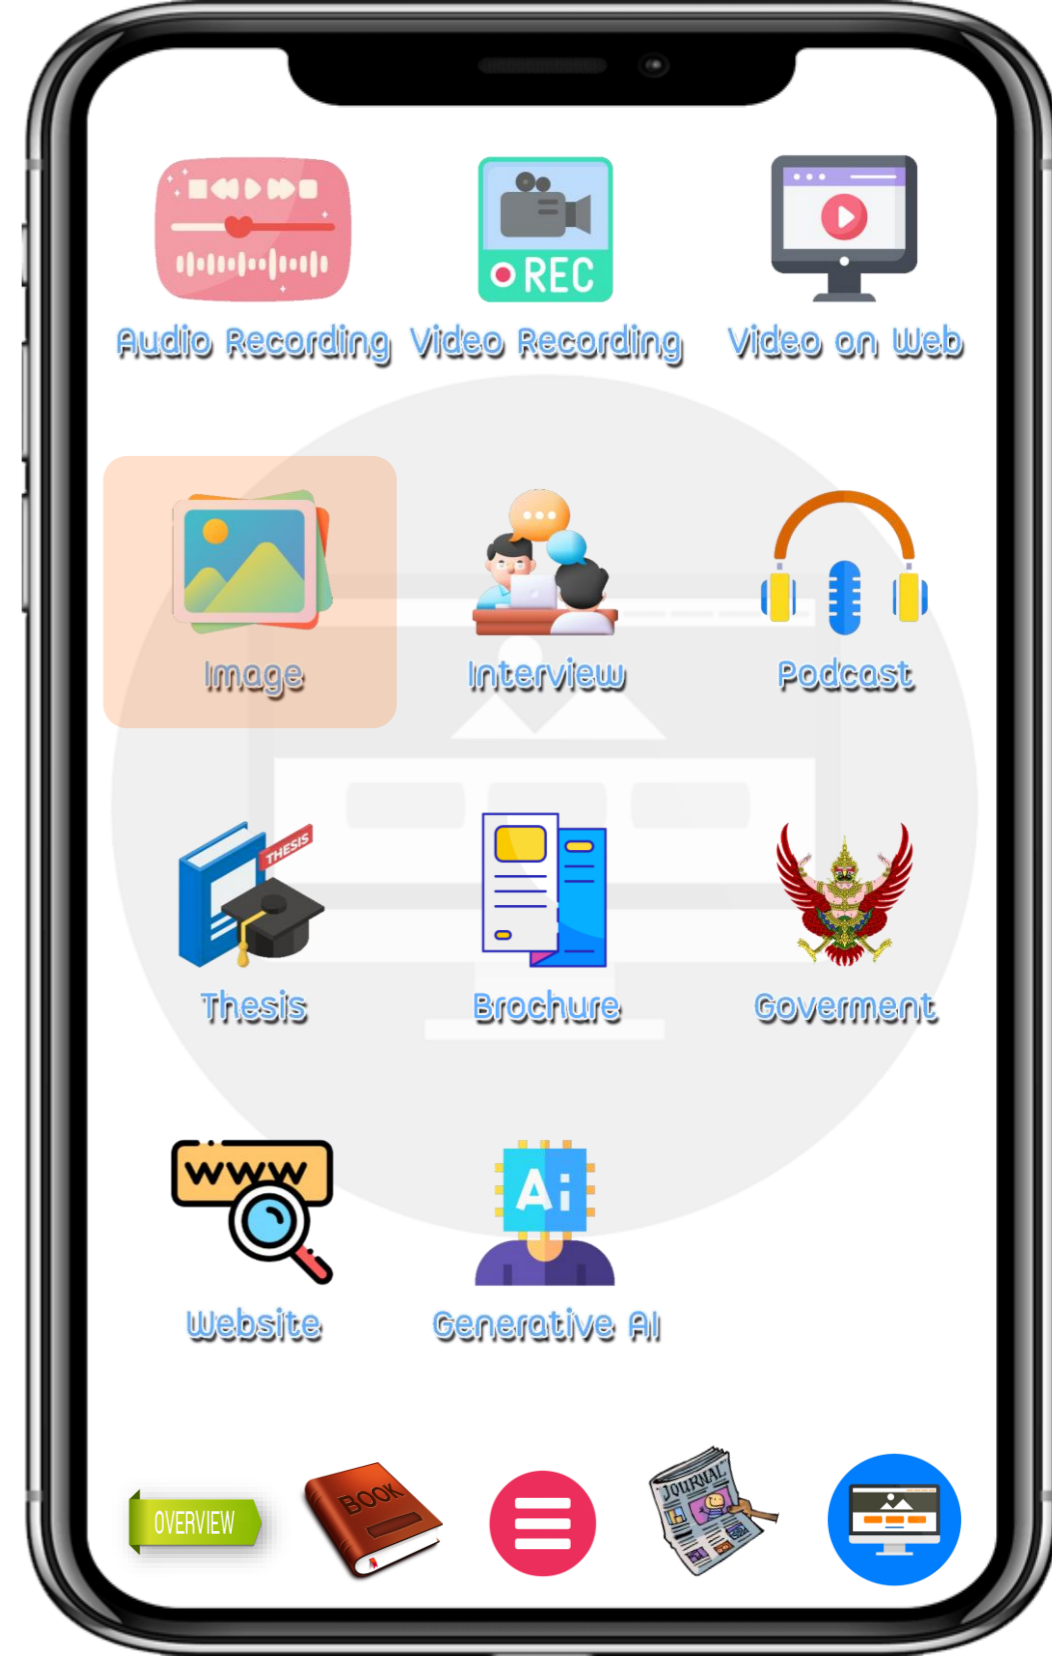 REC
Audio Recording Video Recording Video on Web
Image Interview Podcast
THESIS
Thesis Brochure Goverment
www
Ai
Website Generative AI
OVERVIEW
BOOK
JOURNAL